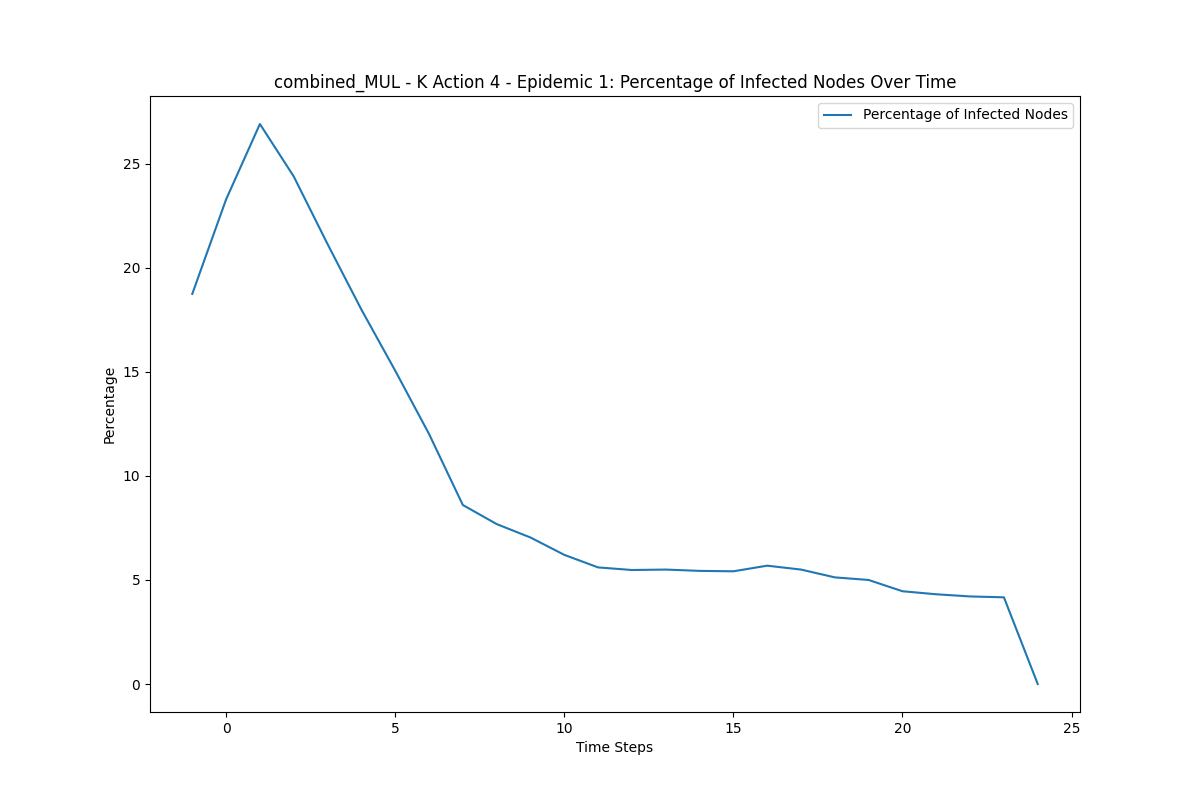 combined_MUL - K Action 4 - Epidemic 1: Percentage of Infected Nodes Over Time
Percentage of Infected Nodes
25
20
15
10
5
0
Percentage
0 5 10 15 20 25
Time Steps